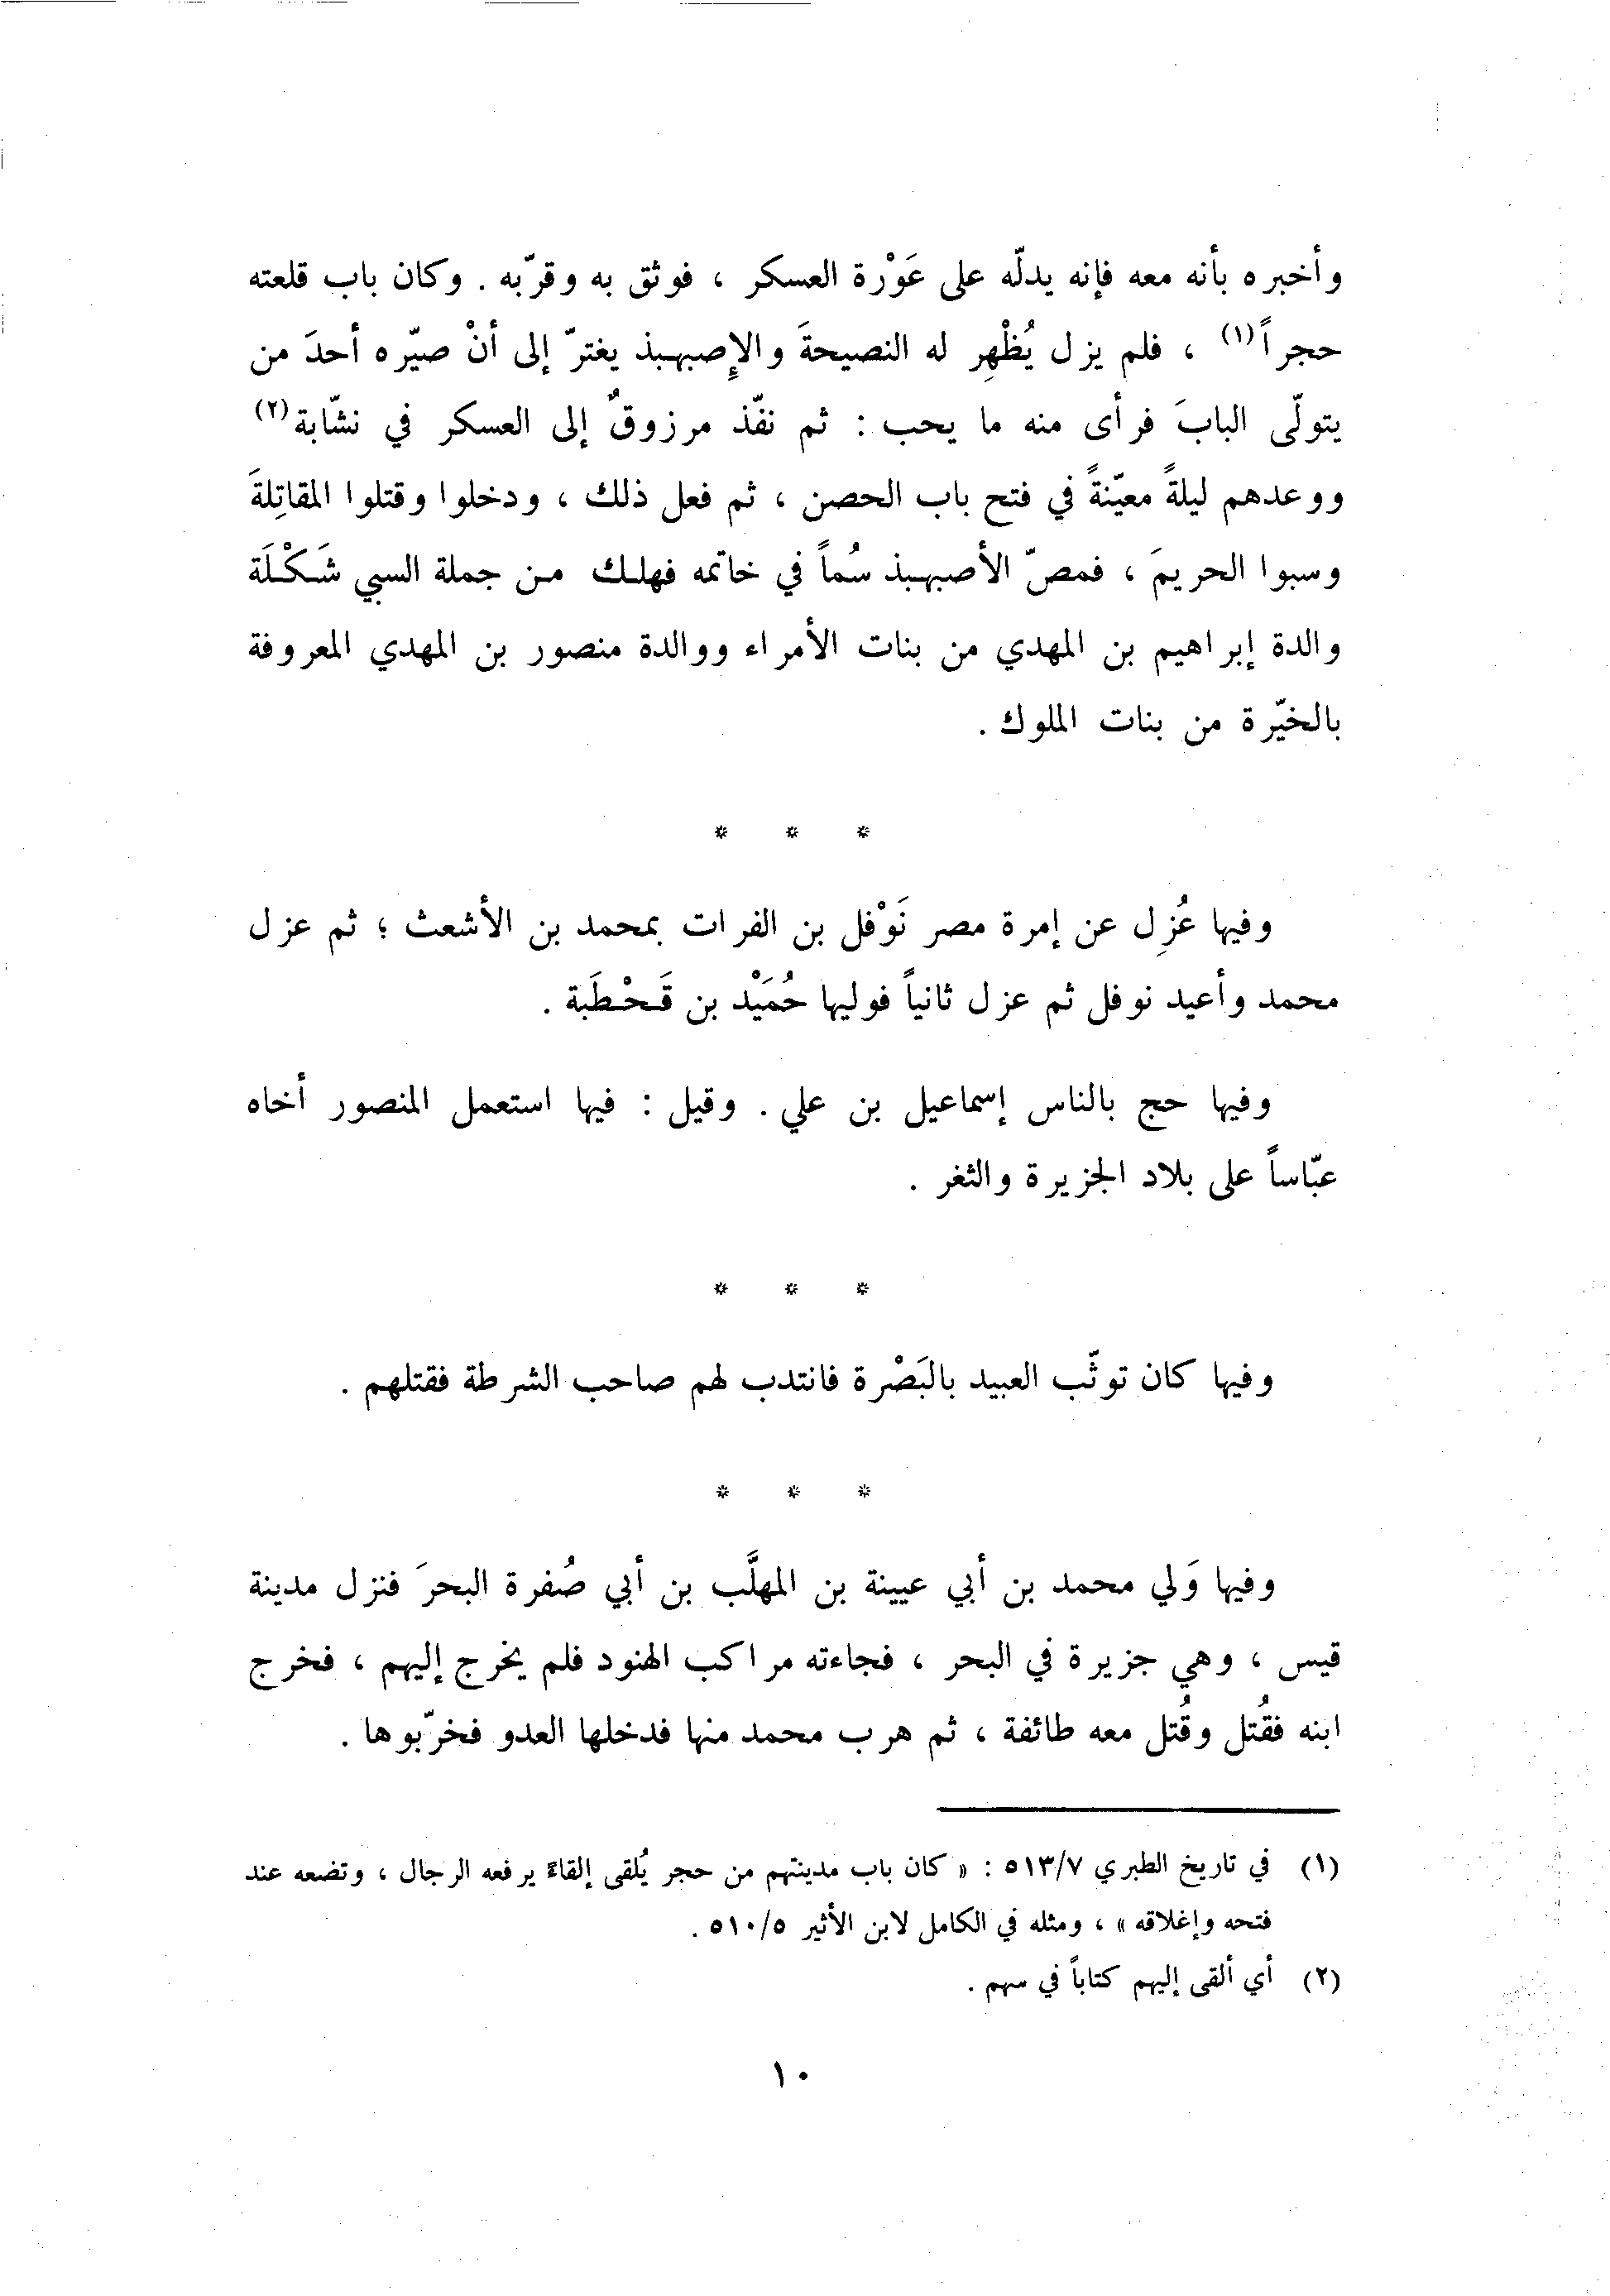 وأخبره بأنه معه فإنه يدلّه على عَوْرة العسكر ، فوثق به وقرّبه . وكان باب قلعته
حجراً(١) ، فلم يزل يُظْهِر له النصيحةَ والإِصبهبذ يغترّ إلى أنْ صيّره أحدَ من
يتولّى البابَ فرأى منه ما يحب : ثم نفّذ مرزوقٌ إلى العسكر في نشّابة(٢)
ووعدهم ليلةً معيّنةً في فتح باب الحصن ، ثم فعل ذلك ، ودخلوا وقتلوا المقاتِلةَ
وسبوا الحريمَ ، فمصّ الأصبهبذ سُماً في خاتمه فهلك من جملة السبي شَكْلَة
والدة إبراهيم بن المهدي من بنات الأمراء ووالدة منصور بن المهدي المعروفة
بالخيّرة من بنات الملوك .
* * *
وفيها عُزِل عن إمرة مصر نَوْفل بن الفرات بمحمد بن الأشعث ؛ ثم عزل
محمد وأعيد نوفل ثم عزل ثانياً فوليها حُمَيْد بن قَحْطَبة .
وفيها حج بالناس إسماعيل بن علي . وقيل : فيها استعمل المنصور أخاه
عبّاساً على بلاد الجزيرة والثغر .
* * *
وفيها كان توثّب العبيد بالبَصْرة فانتدب لهم صاحب الشرطة فقتلهم .
* * *
وفيها وَلي محمد بن أبي عيينة بن المهلَّب بن أبي صُفرة البحرَ فنزل مدينة
قيس ، وهي جزيرة في البحر ، فجاءته مراكب الهنود فلم يخرج إليهم ، فخرج
ابنه فقُتل وقُتل معه طائفة ، ثم هرب محمد منها فدخلها العدو فخرّبوها .
(١) في تاريخ الطبري ٥١٣/٧ : « كان باب مدينتهم من حجر يُلقى إلقاءً يرفعه الرجال ، وتضعه عند
فتحه وإغلاقه » ، ومثله في الكامل لابن الأثير ٥١٠/٥ .
(٢) أي ألقى إليهم كتاباً في سهم .
١٠